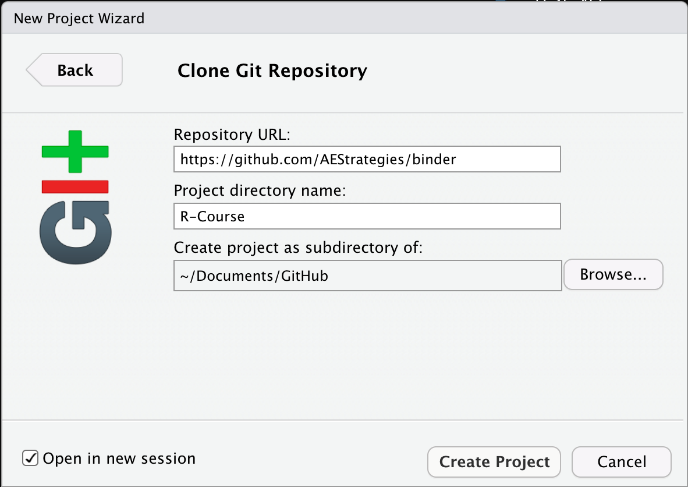 New Project Wizard
Back
Clone Git Repository
GIT
Repository URL:
https://github.com/AEStrategies/binder
Project directory name:
R-Course
Create project as subdirectory of:
~/Documents/GitHub
Browse...
Open in new session
Create Project
Cancel